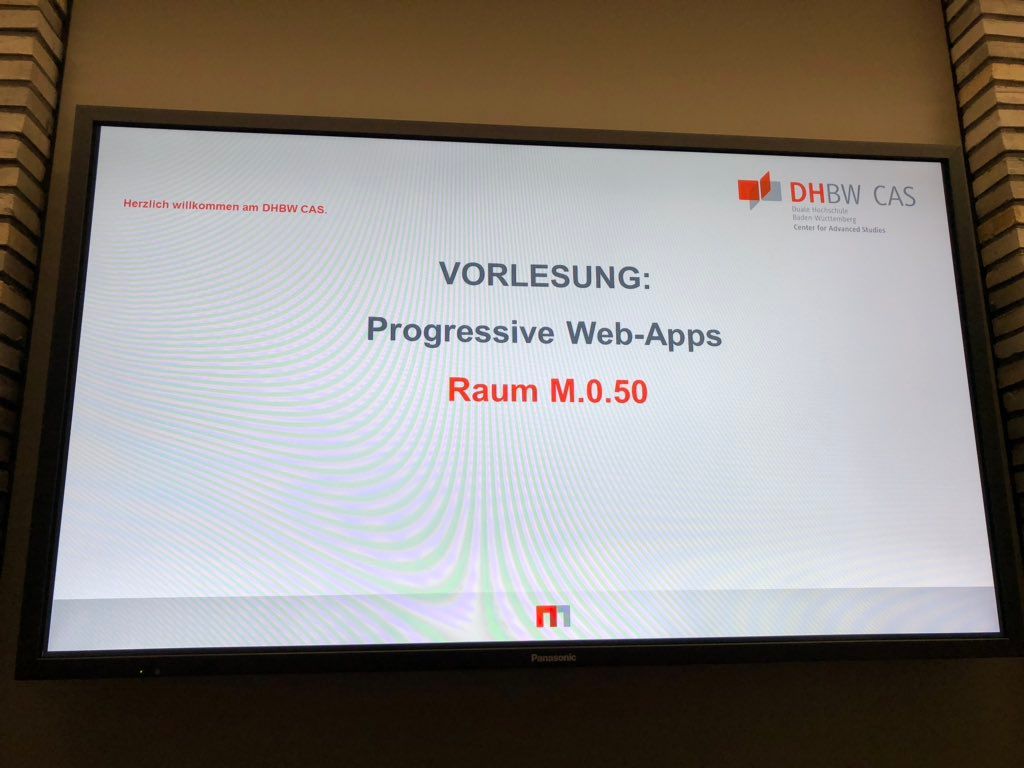 Herzlich willkommen am DHBW CAS.
DHBW CAS
Duale Hochschule
Baden-Württemberg
Center for Advanced Studies
VORLESUNG:
Progressive Web-Apps
Raum M.0.50
Panasonic